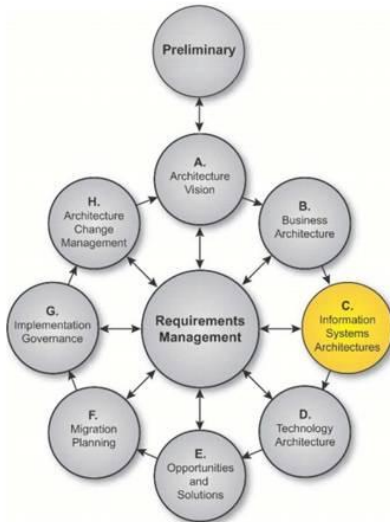 Preliminary
A.
Architecture
Vision
B.
Business
Architecture
C.
Information
Systems
Architectures
D.
Technology
Architecture
E.
Opportunities
and
Solutions
F.
Migration
Planning
G.
Implementation
Governance
H.
Architecture
Change
Management
Requirements
Management